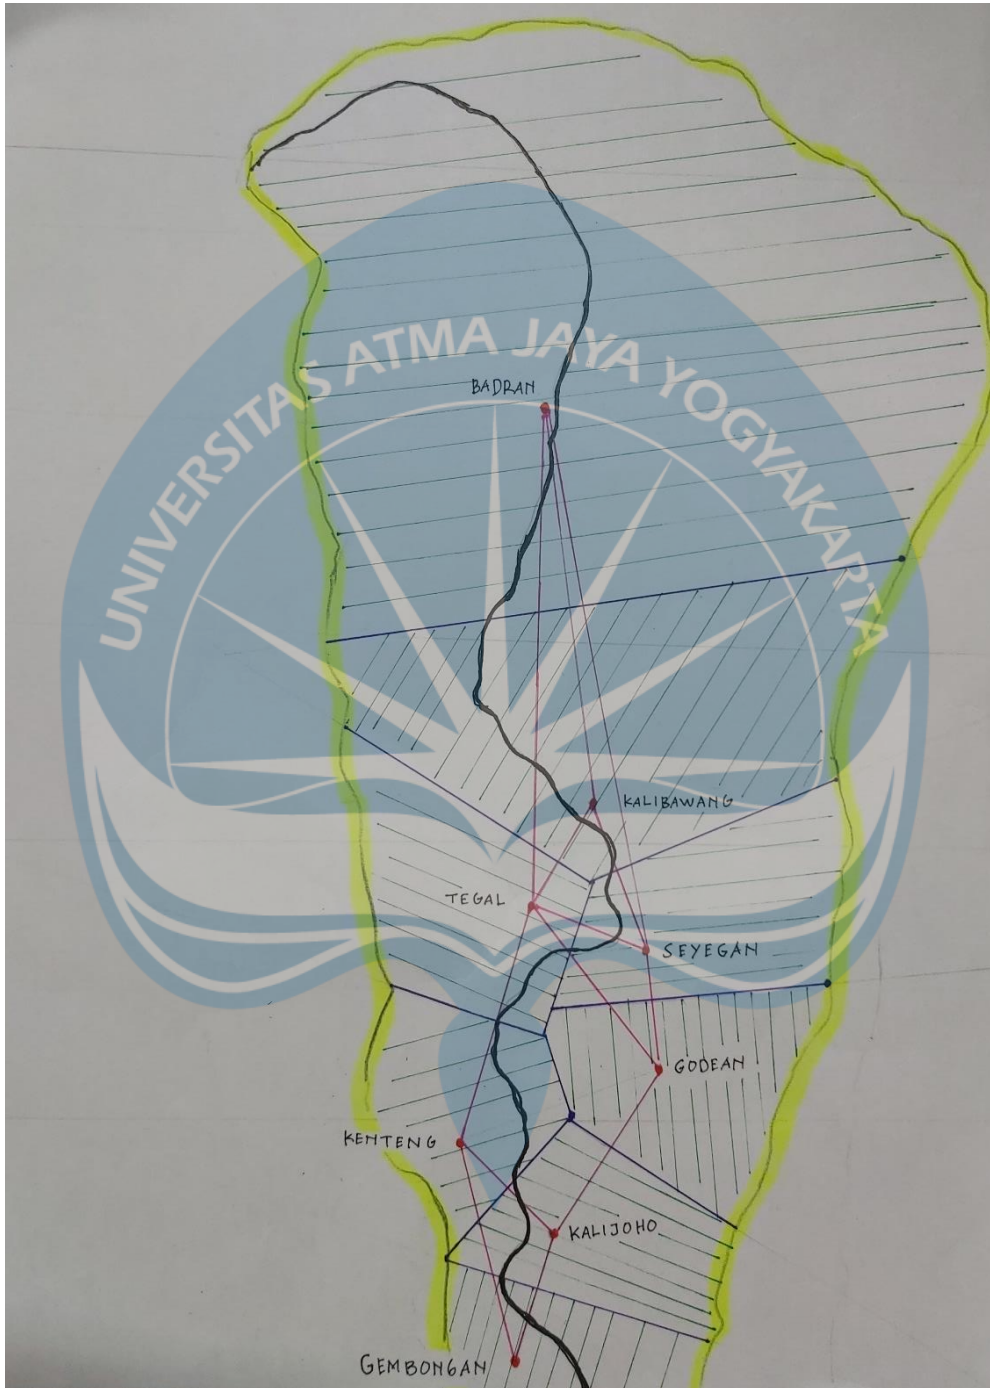 UNIVERSITAS ATMA JAYA YOGYAKARTA
BADRAN
KALIBAWANG
TEGAL
SEYEGAN
GODEAN
KENTENG
KALIJOHO
GEMBONGAN